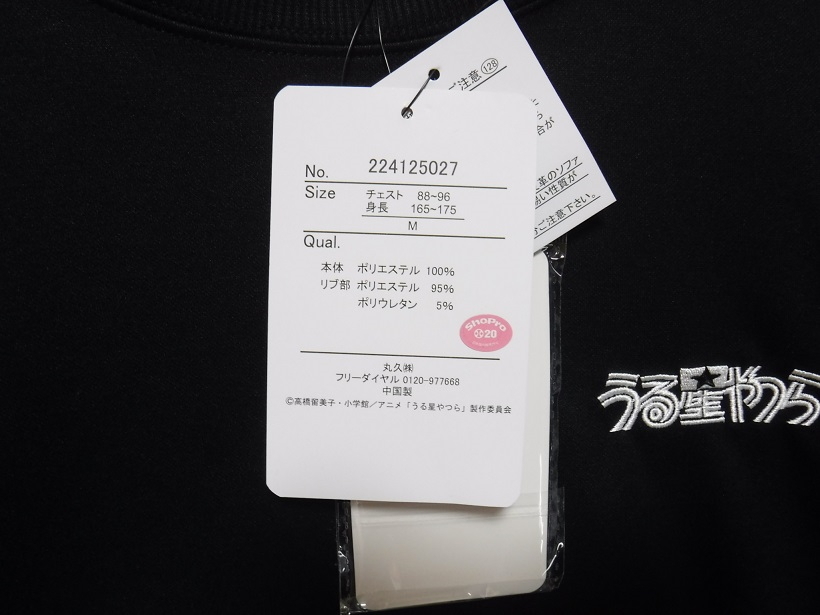 No. 224125027
Size チェスト 88~96
身長 165~175
M
Qual.
本体 ポリエステル 100%
リブ部 ポリエステル 95%
ポリウレタン 5%
ShoPro
20
丸久㈱
フリーダイヤル 0120-977668
中国製
©高橋留美子・小学館／アニメ「うる星やつら」製作委員会
ご注意 128
合が
革のソファ
易い性質が
ご注意下さい。
うる星やつら